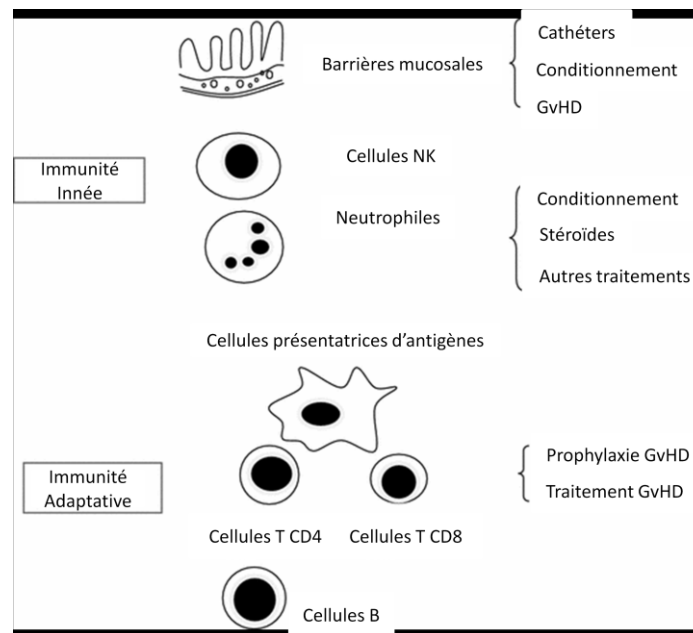 Cathéters
Barrières mucosales
Conditionnement
GvHD
Cellules NK
Immunité
Innée
Neutrophiles
Conditionnement
Stéroïdes
Autres traitements
Cellules présentatrices d'antigènes
Immunité
Adaptative
Prophylaxie GvHD
Traitement GvHD
Cellules T CD4
Cellules T CD8
Cellules B